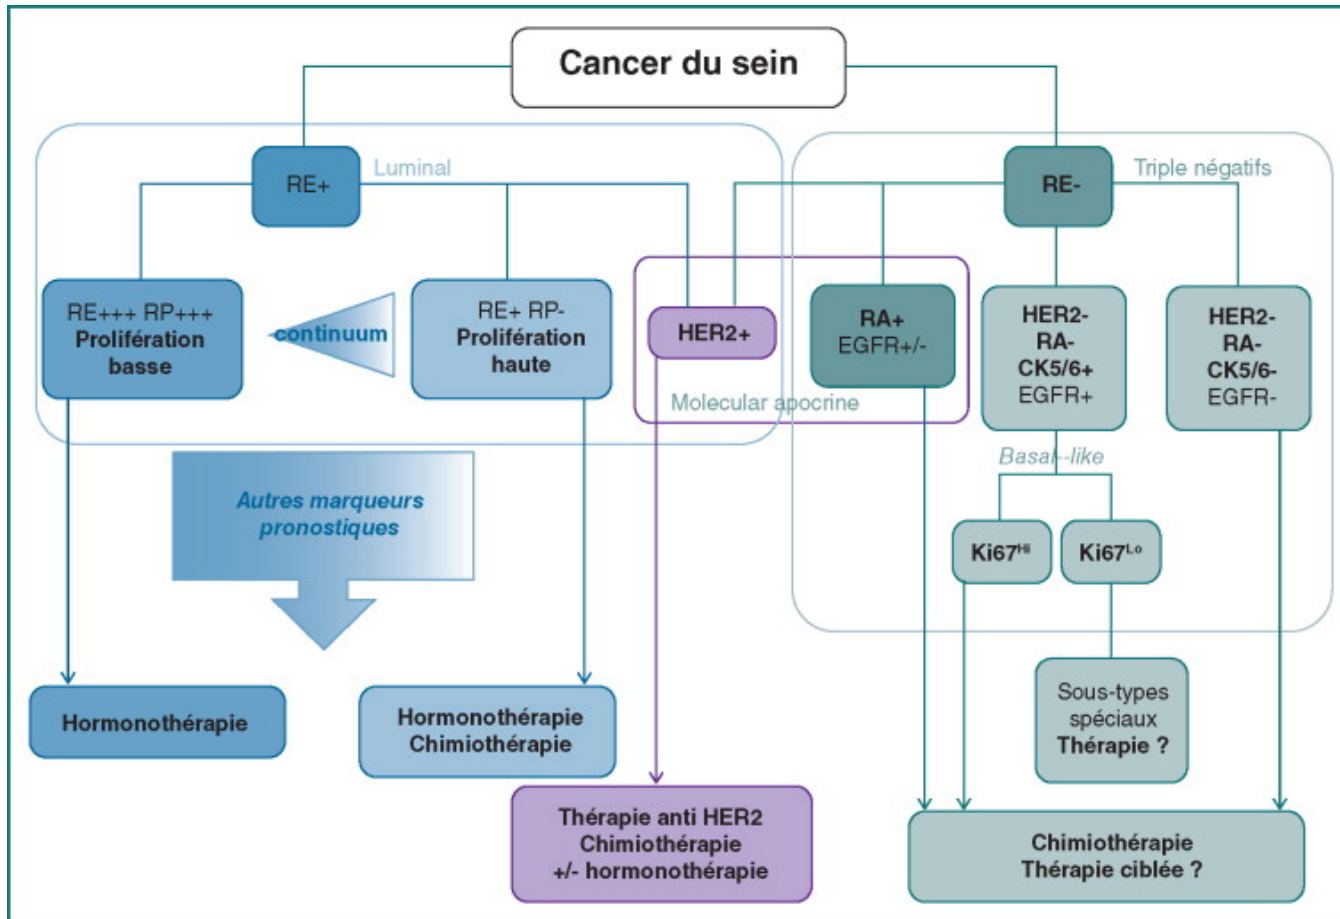 Cancer du sein
RE+
Luminal
RE-
Triple négatifs
RE+++ RP+++
Prolifération
basse
continuum
RE+ RP-
Prolifération
haute
HER2+
RA+
EGFR+/-
Molecular apocrine
HER2-
RA-
CK5/6+
EGFR+
HER2-
RA-
CK5/6-
EGFR-
Basal--like
Autres marqueurs
pronostiques
Ki67Hi
Ki67Lo
Hormonothérapie
Hormonothérapie
Chimiothérapie
Sous-types
spéciaux
Thérapie ?
Thérapie anti HER2
Chimiothérapie
+/- hormonothérapie
Chimiothérapie
Thérapie ciblée ?